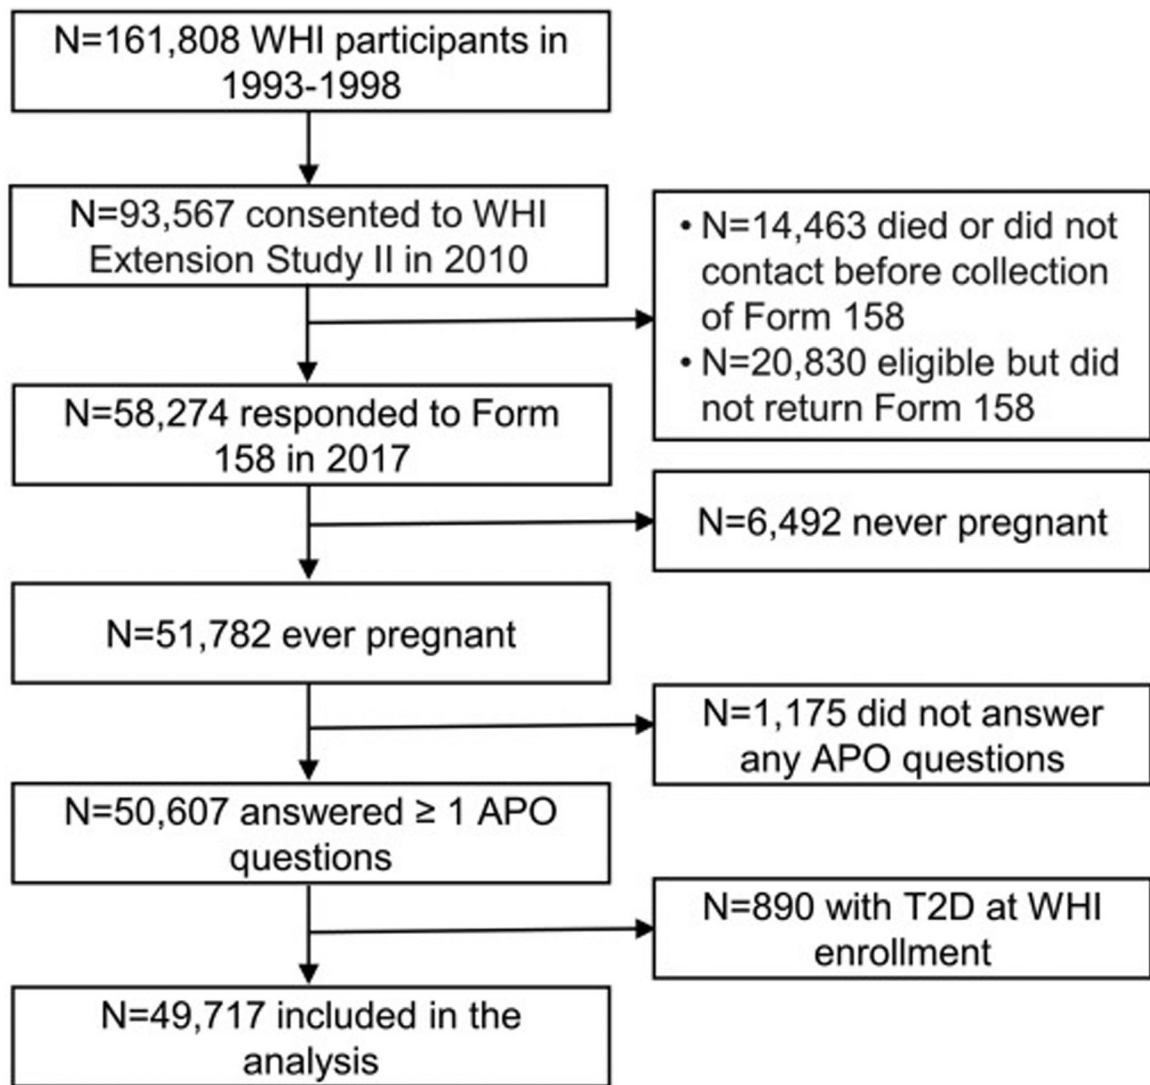 N=161,808 WHI participants in
1993-1998
N=93,567 consented to WHI
Extension Study II in 2010
• N=14,463 died or did not
contact before collection
of Form 158
• N=20,830 eligible but did
not return Form 158
N=58,274 responded to Form
158 in 2017
N=6,492 never pregnant
N=51,782 ever pregnant
N=1,175 did not answer
any APO questions
N=50,607 answered ≥ 1 APO
questions
N=890 with T2D at WHI
enrollment
N=49,717 included in the
analysis